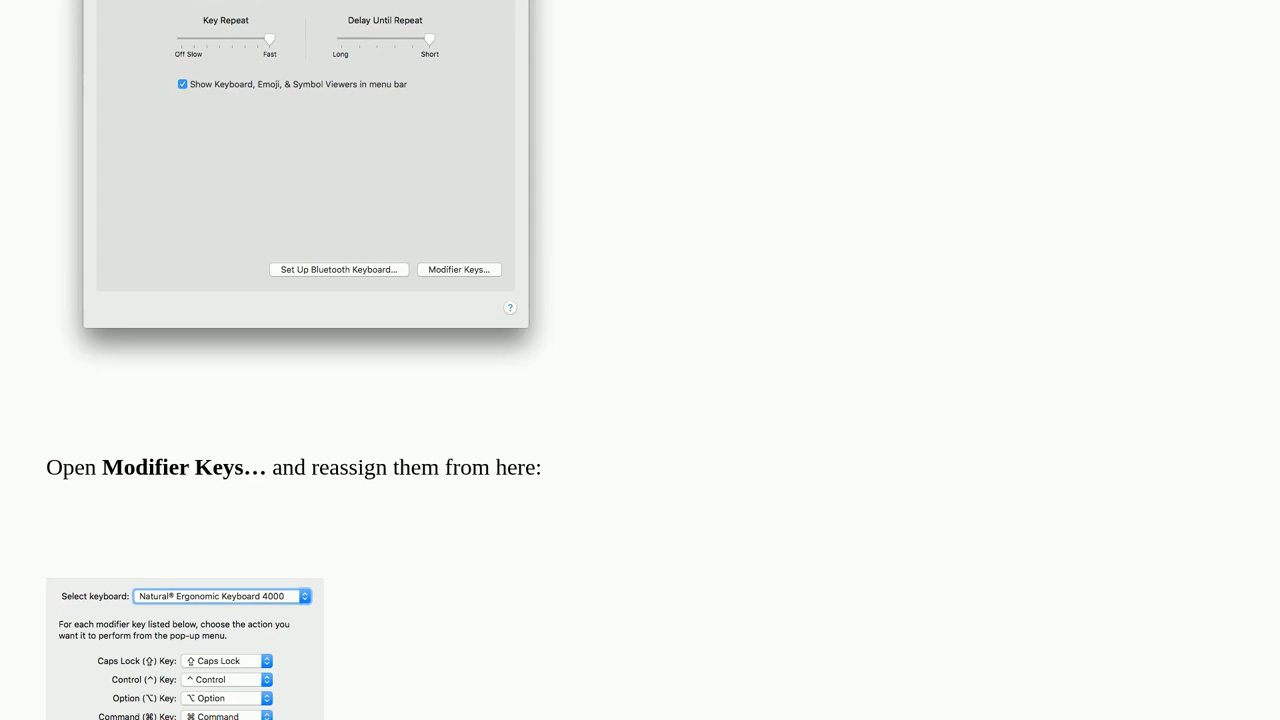 Key Repeat Delay Until Repeat
Off Slow Fast Long Short
Show Keyboard, Emoji, & Symbol Viewers in menu bar
Set Up Bluetooth Keyboard... Modifier Keys...
?
Open Modifier Keys… and reassign them from here:
Select keyboard: Natural® Ergonomic Keyboard 4000
For each modifier key listed below, choose the action you
want it to perform from the pop-up menu.
Caps Lock (⇪) Key: ⇪ Caps Lock
Control (^) Key: ^ Control
Option (⌥) Key: ⌥ Option
Command (⌘) Key: ⌘ Command